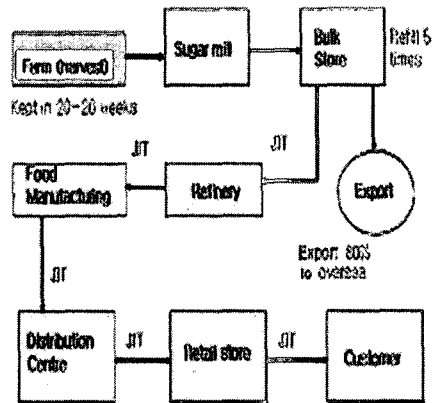 Farm (harvest)
Sugar mill
Bulk
Store
Refill 5
times
Kept in 20-20 weeks
JIT
JIT
Food
Manufacturing
Refinery
Export
Export 80%
to oversea
JIT
JIT
JIT
Distribution
Centre
Retail store
Customer